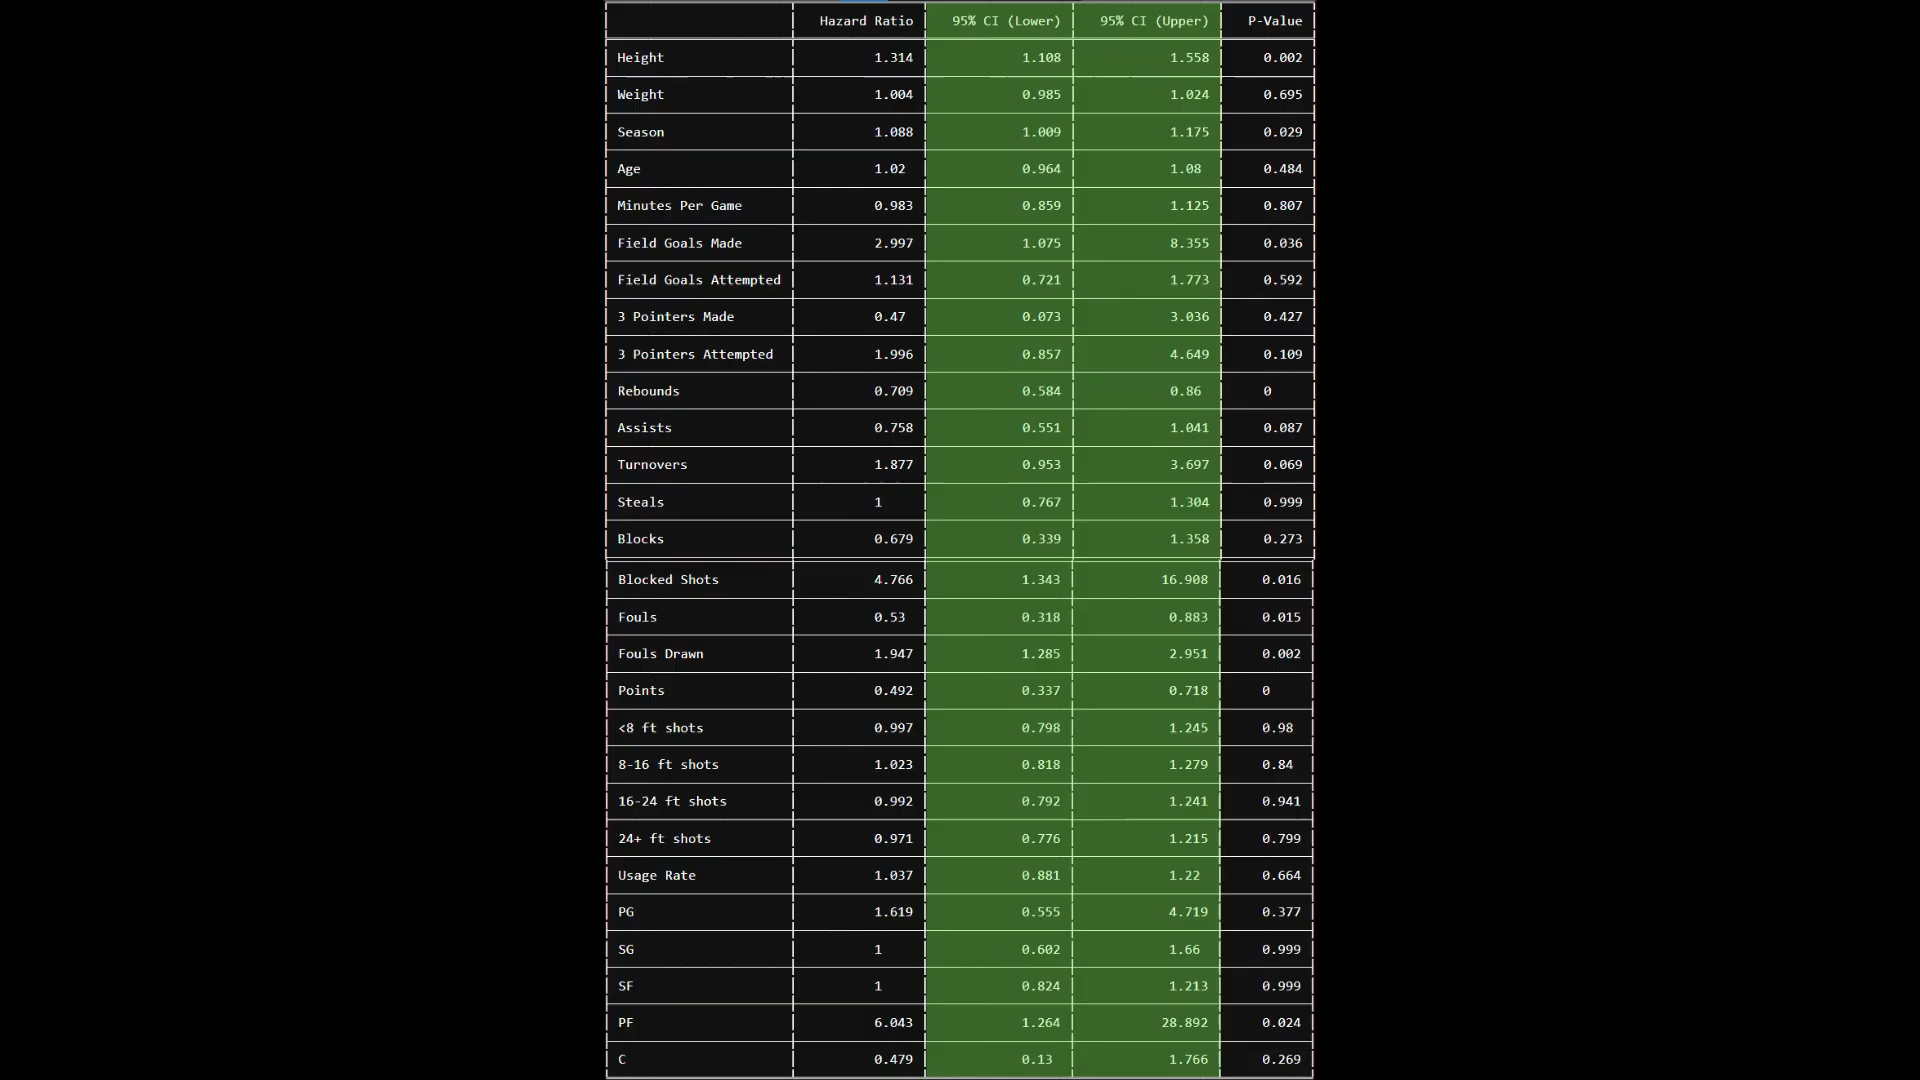 Hazard Ratio 95% CI (Lower) 95% CI (Upper) P-Value
Height 1.314 1.108 1.558 0.002
Weight 1.004 0.985 1.024 0.695
Season 1.088 1.009 1.175 0.029
Age 1.02 0.964 1.08 0.484
Minutes Per Game 0.983 0.859 1.125 0.807
Field Goals Made 2.997 1.075 8.355 0.036
Field Goals Attempted 1.131 0.721 1.773 0.592
3 Pointers Made 0.47 0.073 3.036 0.427
3 Pointers Attempted 1.996 0.857 4.649 0.109
Rebounds 0.709 0.584 0.86 0
Assists 0.758 0.551 1.041 0.087
Turnovers 1.877 0.953 3.697 0.069
Steals 1 0.767 1.304 0.999
Blocks 0.679 0.339 1.358 0.273
Blocked Shots 4.766 1.343 16.908 0.016
Fouls 0.53 0.318 0.883 0.015
Fouls Drawn 1.947 1.285 2.951 0.002
Points 0.492 0.337 0.718 0
<8 ft shots 0.997 0.798 1.245 0.98
8-16 ft shots 1.023 0.818 1.279 0.84
16-24 ft shots 0.992 0.792 1.241 0.941
24+ ft shots 0.971 0.776 1.215 0.799
Usage Rate 1.037 0.881 1.22 0.664
PG 1.619 0.555 4.719 0.377
SG 1 0.602 1.66 0.999
SF 1 0.824 1.213 0.999
PF 6.043 1.264 28.892 0.024
C 0.479 0.13 1.766 0.269